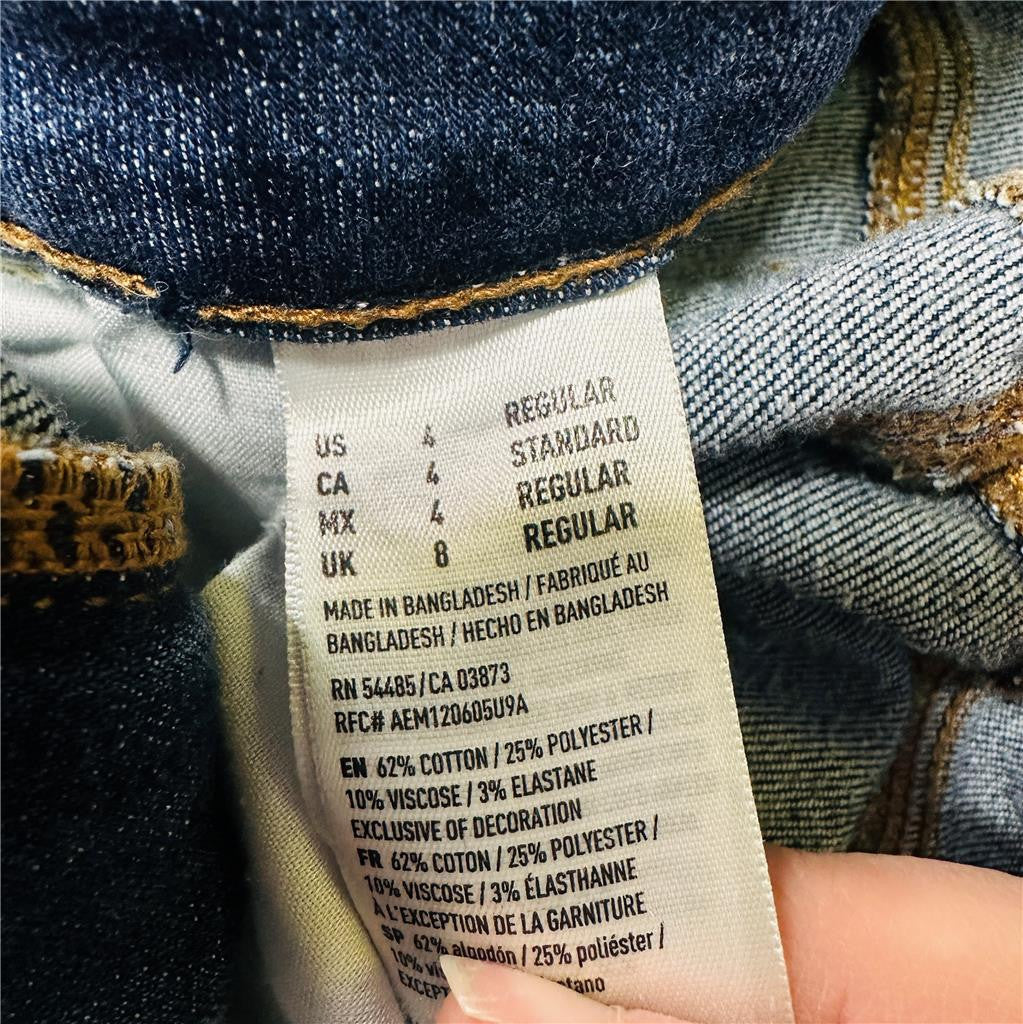 US 4 REGULAR
CA 4 STANDARD
MX 4 REGULAR
UK 8 REGULAR
MADE IN BANGLADESH / FABRIQUÉ AU
BANGLADESH / HECHO EN BANGLADESH
RN 54485 / CA 03873
RFC# AEM120605U9A
EN 62% COTTON / 25% POLYESTER /
10% VISCOSE / 3% ELASTANE
EXCLUSIVE OF DECORATION
FR 62% COTON / 25% POLYESTER /
10% VISCOSE / 3% ÉLASTHANNE
À L'EXCEPTION DE LA GARNITURE
SP 62% algodón / 25% poliéster /
10%